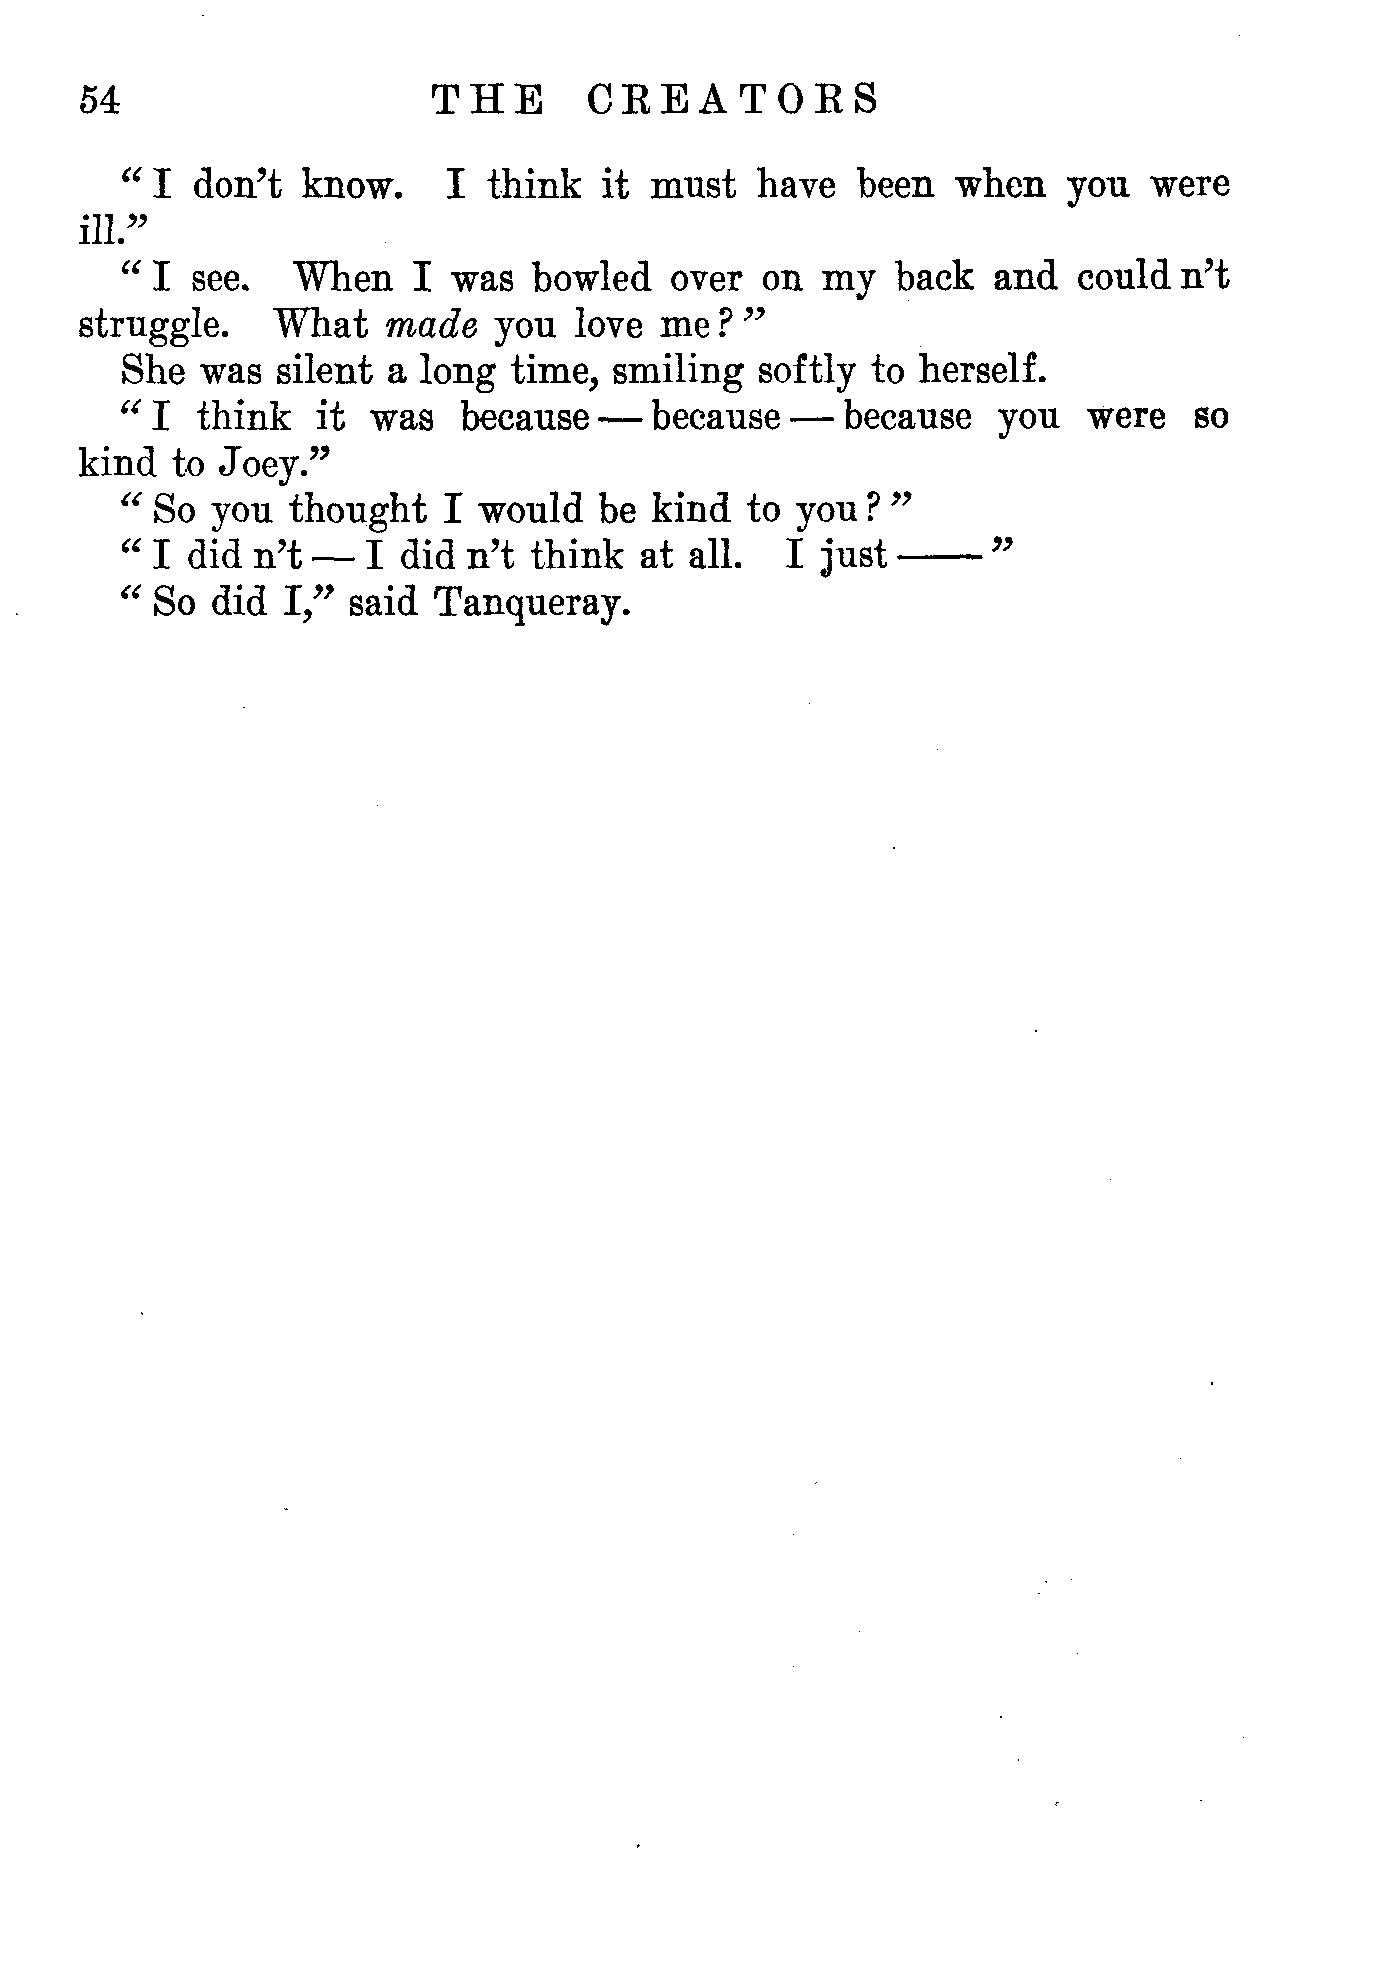 54 THE CREATORS
“I don’t know. I think it must have been when you were
ill.”
“I see. When I was bowled over on my back and could n’t
struggle. What made you love me?”
She was silent a long time, smiling softly to herself.
“I think it was because — because — because you were so
kind to Joey.”
“So you thought I would be kind to you?”
“I did n’t — I did n’t think at all. I just ——”
“So did I,” said Tanqueray.